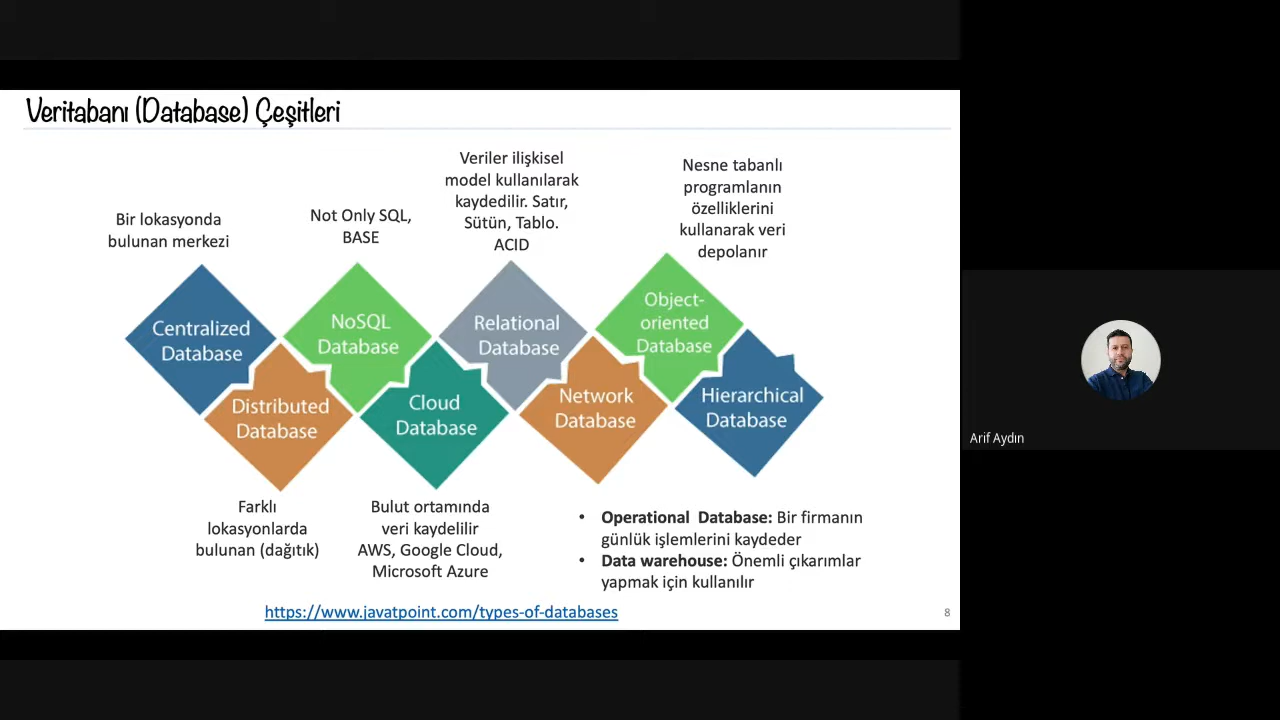 Veritabanı (Database) Çeşitleri
Bir lokasyonda
bulunan merkezi
Not Only SQL,
BASE
Veriler ilişkisel
model kullanılarak
kaydedilir. Satır,
Sütün, Tablo.
ACID
Nesne tabanlı
programlanın
özelliklerini
kullanarak veri
depolanır
Centralized
Database
NoSQL
Database
Relational
Database
Object-
oriented
Database
Distributed
Database
Cloud
Database
Network
Database
Hierarchical
Database
Farklı
lokasyonlarda
bulunan (dağıtık)
Bulut ortamında
veri kaydelilir
AWS, Google Cloud,
Microsoft Azure
• Operational Database: Bir firmanın
günlük işlemlerini kaydeder
• Data warehouse: Önemli çıkarımlar
yapmak için kullanılır
https://www.javatpoint.com/types-of-databases
8
Arif Aydın